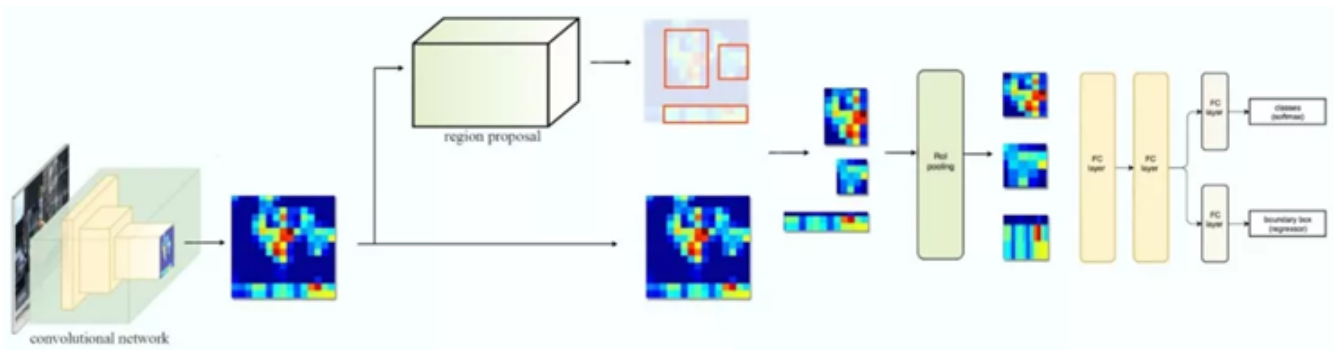 region proposal
convolutional network
RoI
pooling
FC
layer
FC
layer
FC
layer
classes
(softmax)
FC
layer
boundary box
(regressor)